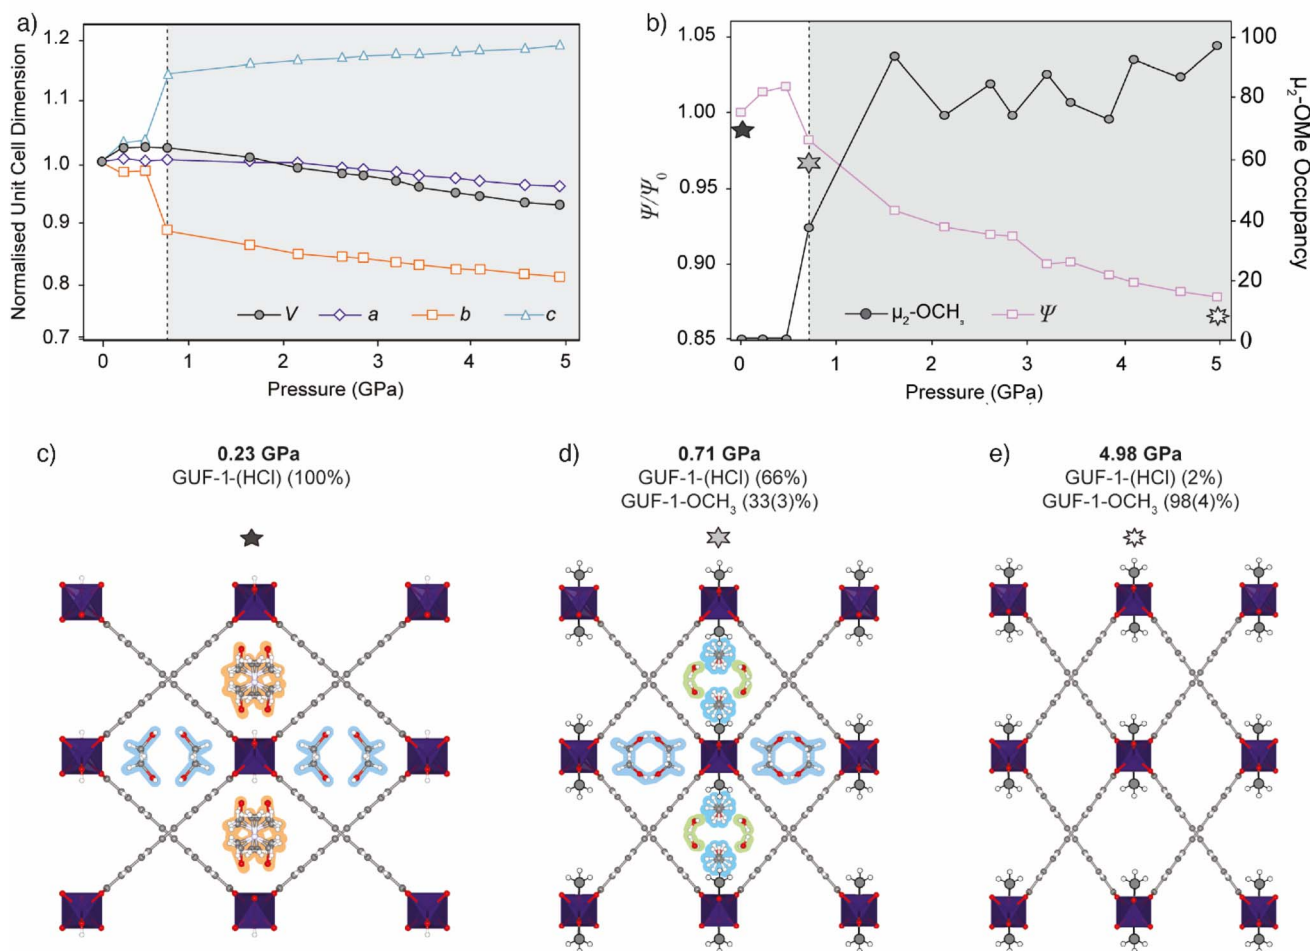 a)
Normalised Unit Cell Dimension
1.2
1.1
1.0
0.9
0.8
0.7
V
a
b
c
0
1
2
3
4
5
Pressure (GPa)
b)
Ψ/Ψ₀
1.05
1.00
0.95
0.90
0.85
100
80
60
40
20
0
μ₂-OMe Occupancy
μ₂-OCH₃
Ψ
0
1
2
3
4
5
Pressure (GPa)
c)
0.23 GPa
GUF-1-(HCl) (100%)
d)
0.71 GPa
GUF-1-(HCl) (66%)
GUF-1-OCH₃ (33(3)%)
e)
4.98 GPa
GUF-1-(HCl) (2%)
GUF-1-OCH₃ (98(4)%)